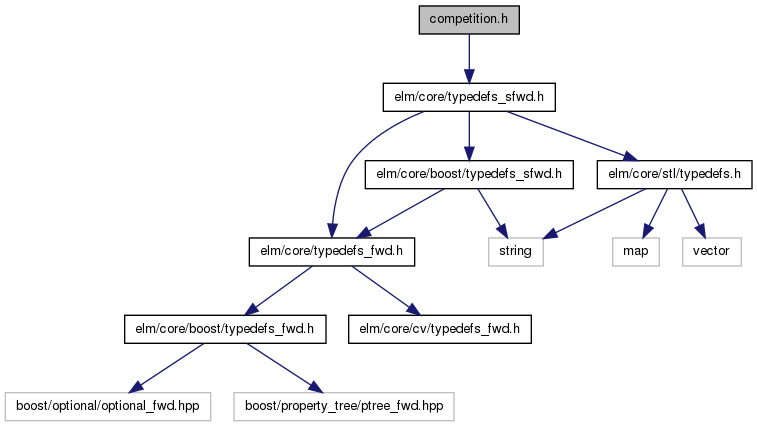 competition.h
elm/core/typedefs_sfwd.h
elm/core/boost/typedefs_sfwd.h
elm/core/stl/typedefs.h
elm/core/typedefs_fwd.h
string
map
vector
elm/core/boost/typedefs_fwd.h
elm/core/cv/typedefs_fwd.h
boost/optional/optional_fwd.hpp
boost/property_tree/ptree_fwd.hpp